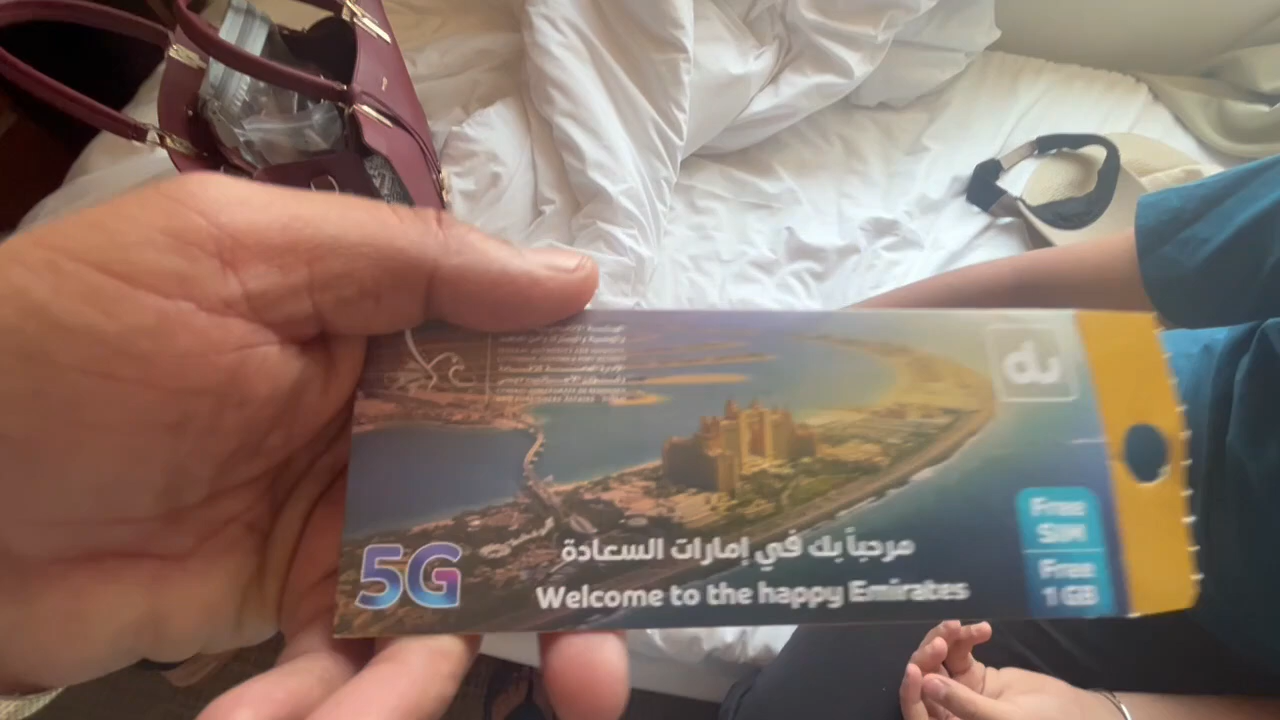 du
5G
مرحباً بك في إمارات السعادة
Welcome to the happy Emirates
Free
SIM
Free
1 GB